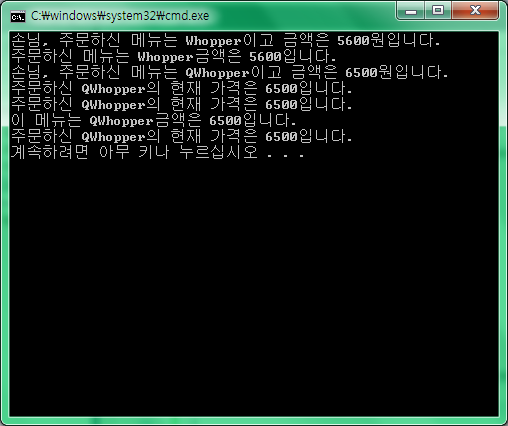 C:\windows\system32\cmd.exe
손님, 주문하신 메뉴는 Whopper이고 금액은 5600원입니다.
주문하신 메뉴는 Whopper금액은 5600입니다.
손님, 주문하신 메뉴는 QWhopper이고 금액은 6500원입니다.
주문하신 QWhopper의 현재 가격은 6500입니다.
주문하신 QWhopper의 현재 가격은 6500입니다.
이 메뉴는 QWhopper금액은 6500입니다.
주문하신 QWhopper의 현재 가격은 6500입니다.
계속하려면 아무 키나 누르십시오 . . .